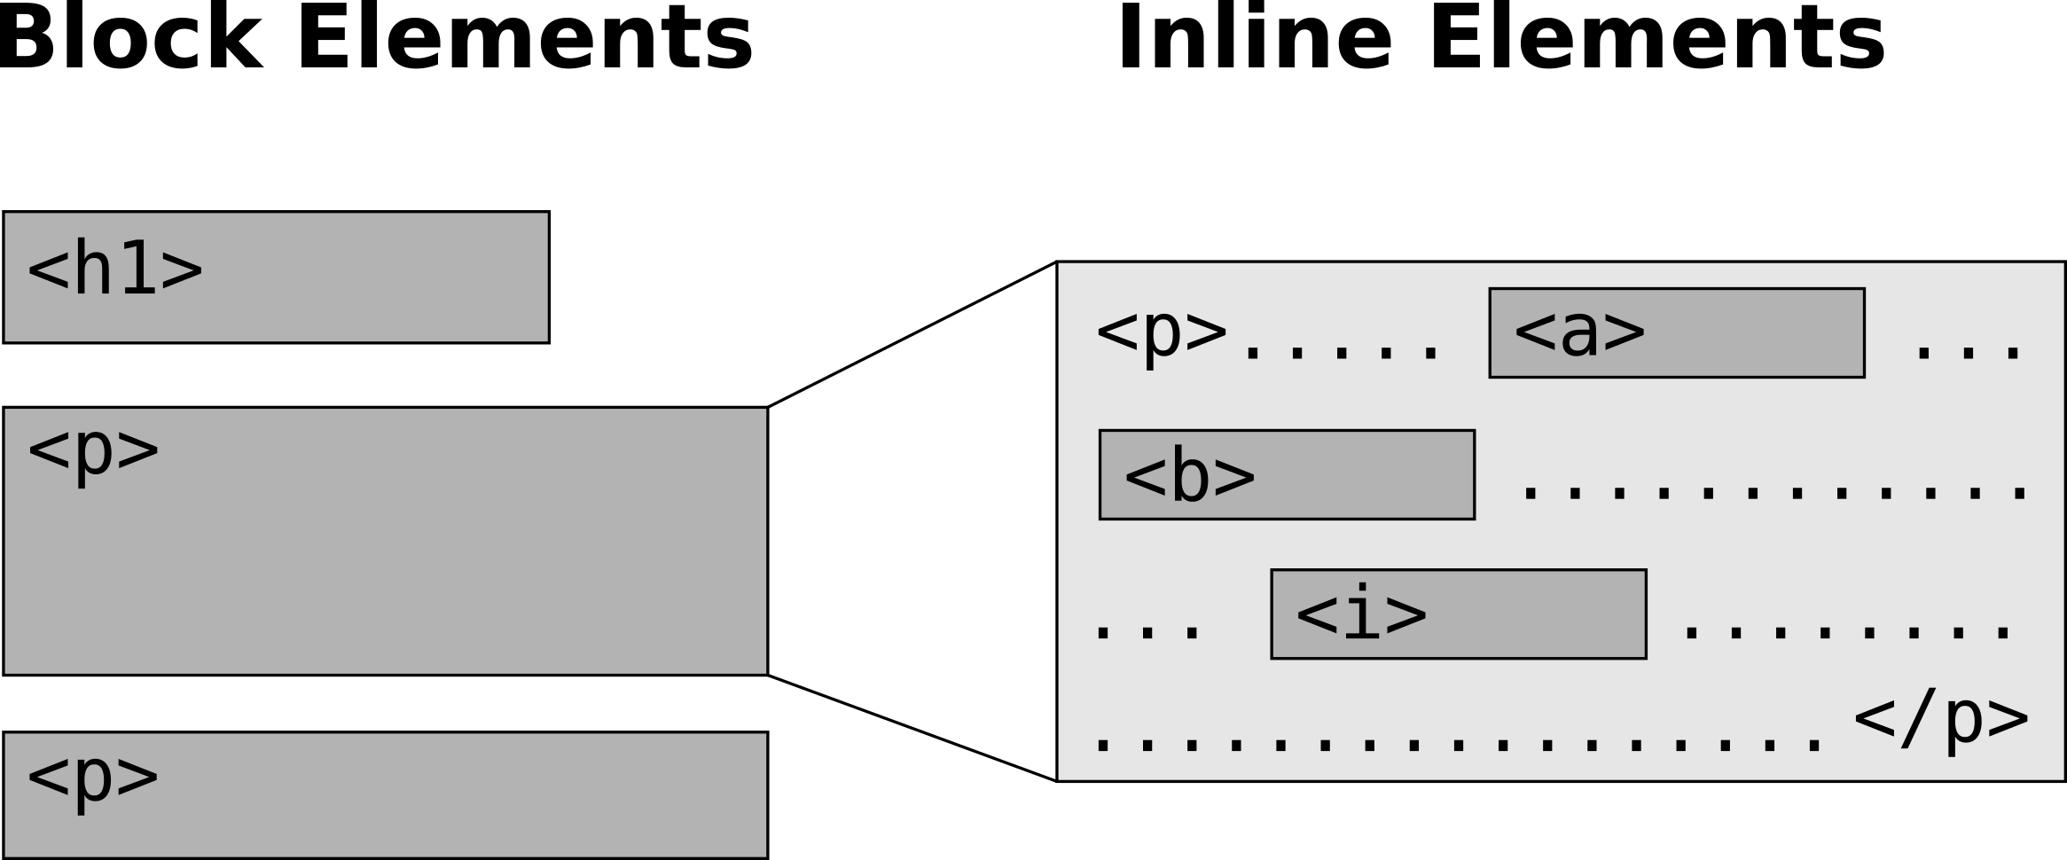 Block Elements
Inline Elements
<h1>
<p>
<p>
<p>..... <a> ...
<b> ............
... <i> ........
.................</p>